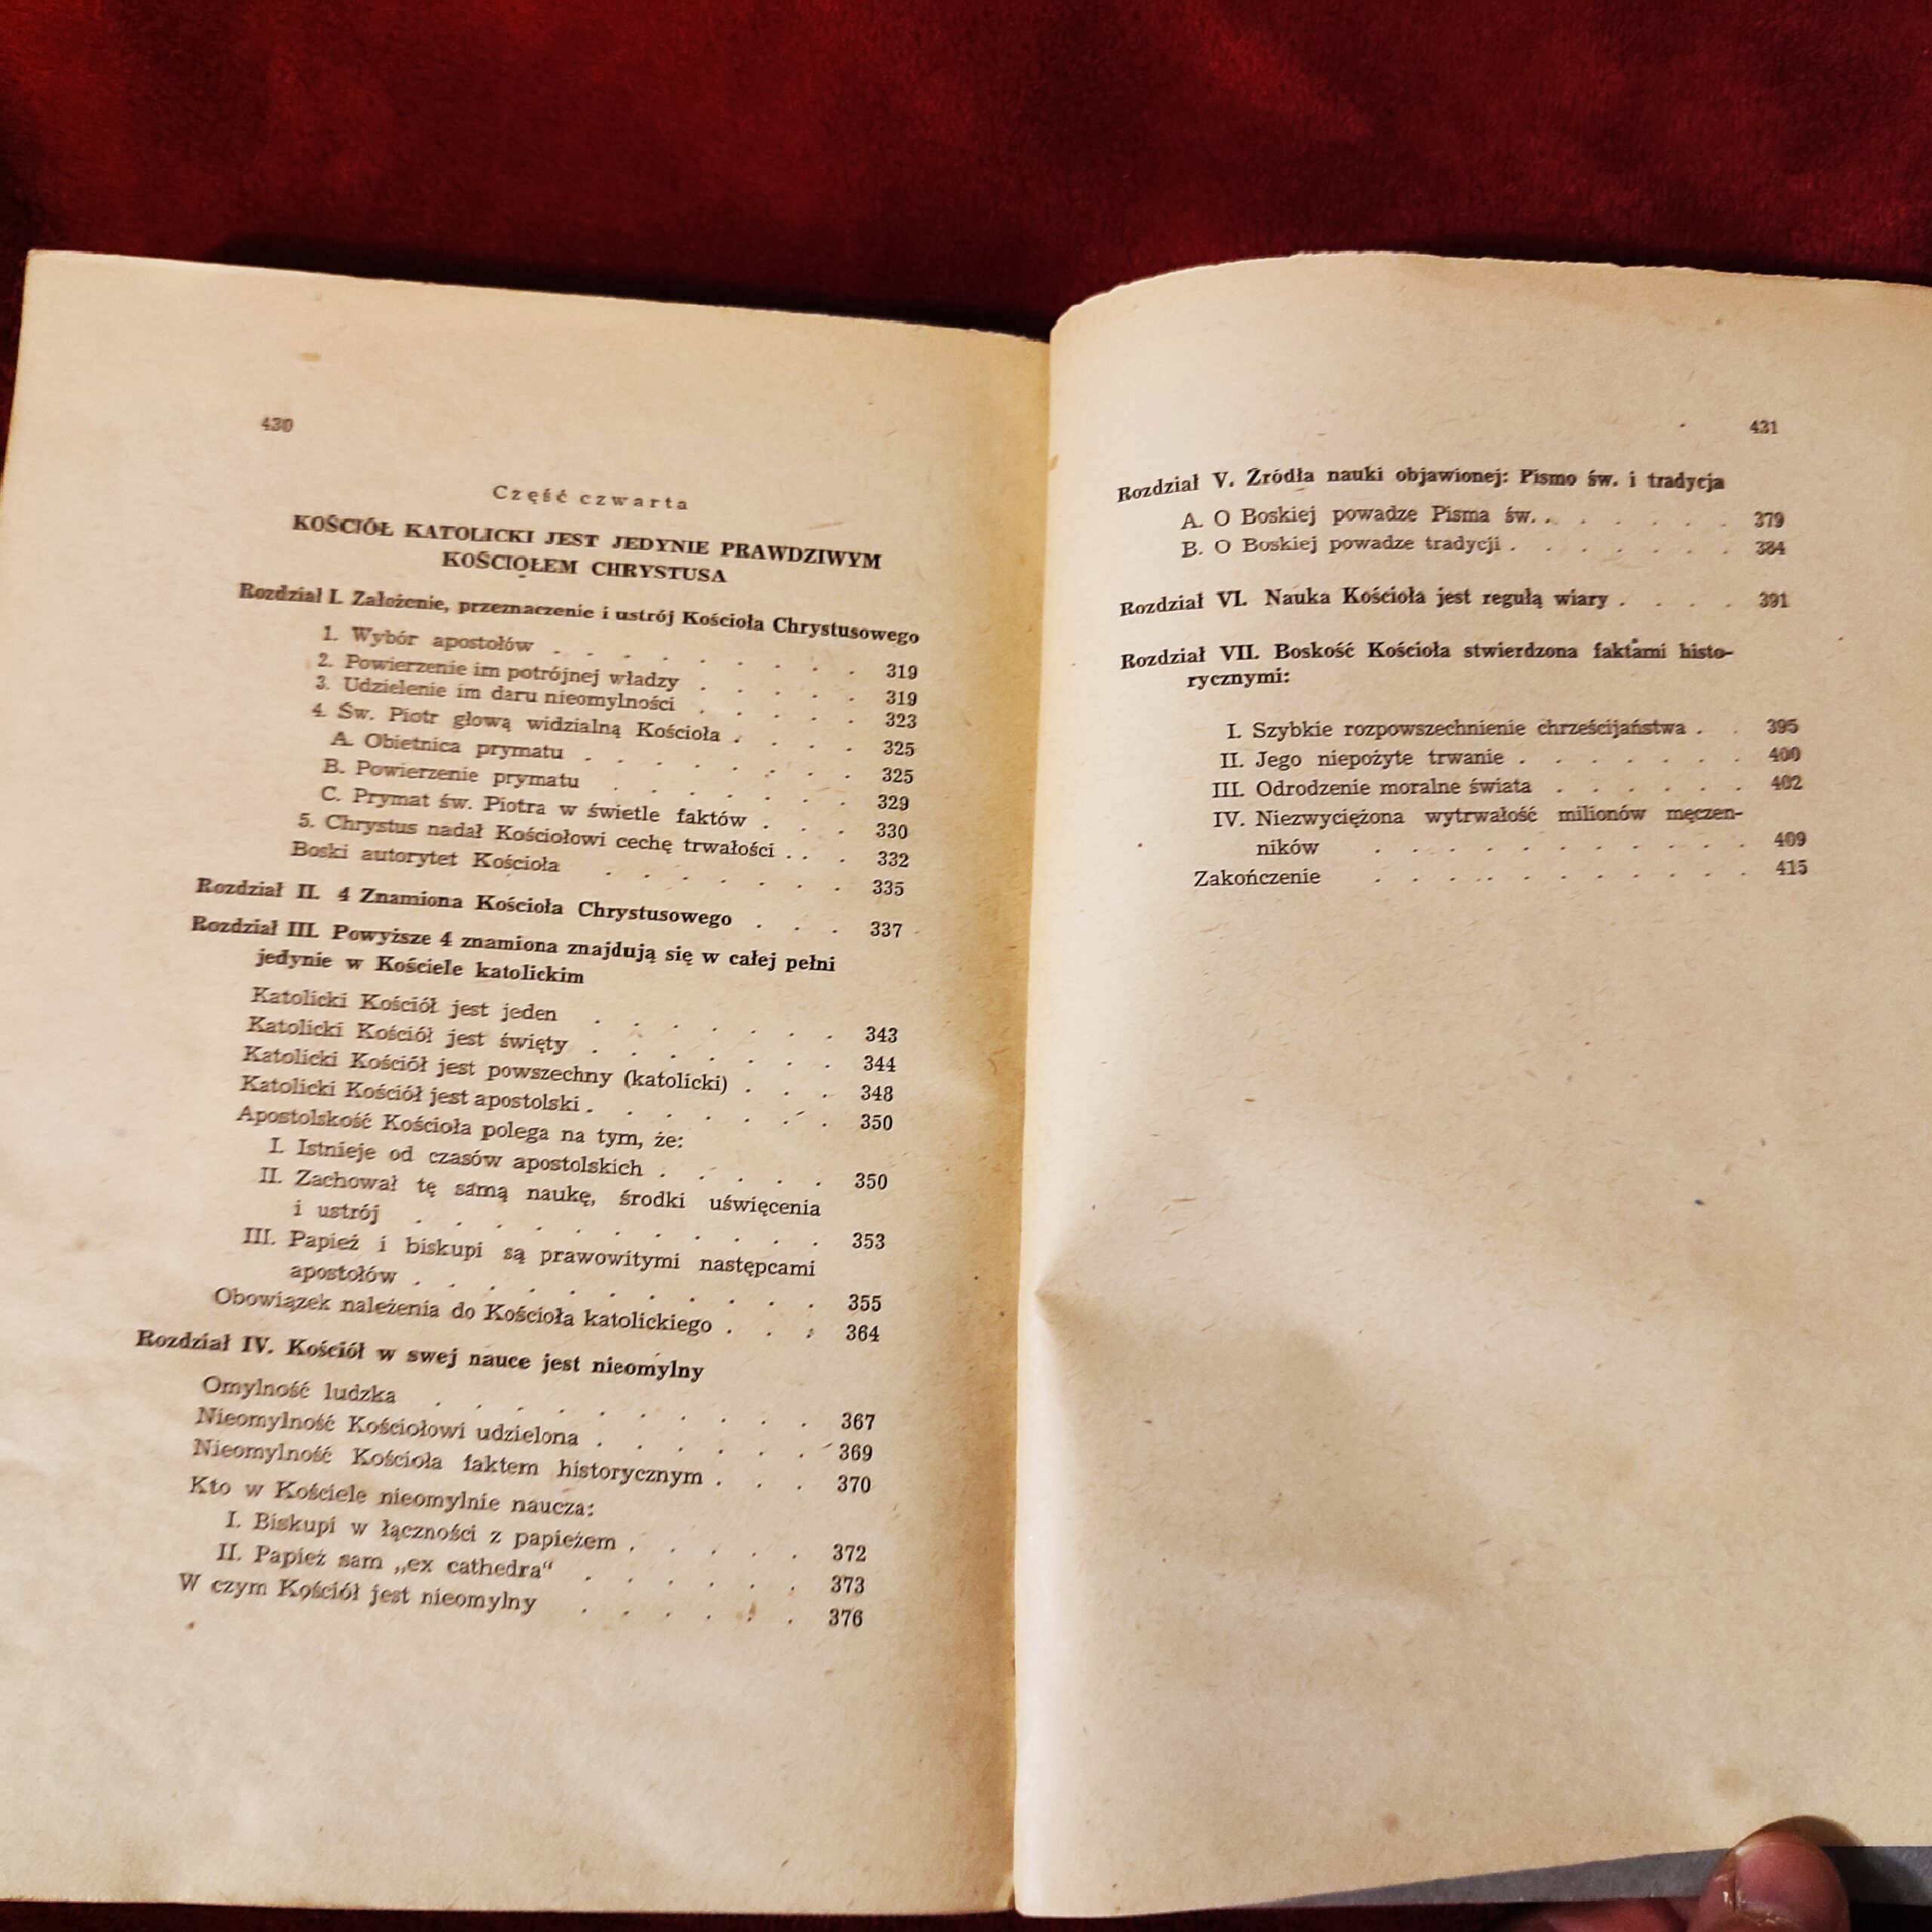 430
Część czwarta
KOŚCIÓŁ KATOLICKI JEST JEDYNIE PRAWDZIWYM
KOŚCIOŁEM CHRYSTUSA
Rozdział I. Założenie, przeznaczenie i ustrój Kościoła Chrystusowego
1. Wybór apostołów . . . . . . . . 319
2. Powierzenie im potrójnej władzy . . . . . 319
3. Udzielenie im daru nieomylności . . . . . 323
4. Św. Piotr głową widzialną Kościoła . . . . 325
A. Obietnica prymatu . . . . . . . . 325
B. Powierzenie prymatu . . . . . . . 329
C. Prymat św. Piotra w świetle faktów . . . 330
5. Chrystus nadał Kościołowi cechę trwałości . . . 332
Boski autorytet Kościoła . . . . . . . 335
Rozdział II. 4 Znamiona Kościoła Chrystusowego . . . 337
Rozdział III. Powyższe 4 znamiona znajdują się w całej pełni
jedynie w Kościele katolickim
Katolicki Kościół jest jeden . . . . . . . 343
Katolicki Kościół jest święty . . . . . . . 344
Katolicki Kościół jest powszechny (katolicki) . . . 348
Katolicki Kościół jest apostolski . . . . . . . 350
Apostolskość Kościoła polega na tym, że:
I. Istnieje od czasów apostolskich . . . . . 350
II. Zachował tę samą naukę, środki uświęcenia
i ustrój . . . . . . . . . . . 353
III. Papież i biskupi są prawowitymi następcami
apostołów . . . . . . . . . . . 355
Obowiązek należenia do Kościoła katolickiego . . . 364
Rozdział IV. Kościół w swej nauce jest nieomylny
Omylność ludzka . . . . . . . . . . 367
Nieomylność Kościołowi udzielona . . . . . . 369
Nieomylność Kościoła faktem historycznym . . . 370
Kto w Kościele nieomylnie naucza:
I. Biskupi w łączności z papieżem . . . . . 372
II. Papież sam „ex cathedra“ . . . . . . 373
W czym Kościół jest nieomylny . . . . . . 376
431
Rozdział V. Źródła nauki objawionej: Pismo św. i tradycja
A. O Boskiej powadze Pisma św. . . . . . . 379
B. O Boskiej powadze tradycji . . . . . . . 384
Rozdział VI. Nauka Kościoła jest regułą wiary . . . . 391
Rozdział VII. Boskość Kościoła stwierdzona faktami histo-
rycznymi:
I. Szybkie rozpowszechnienie chrześcijaństwa . . 395
II. Jego niepożyte trwanie . . . . . . . 400
III. Odrodzenie moralne świata . . . . . . 402
IV. Niezwyciężona wytrwałość milionów męczen-
ników . . . . . . . . . . . 409
Zakończenie . . . . . . . . . . . 415